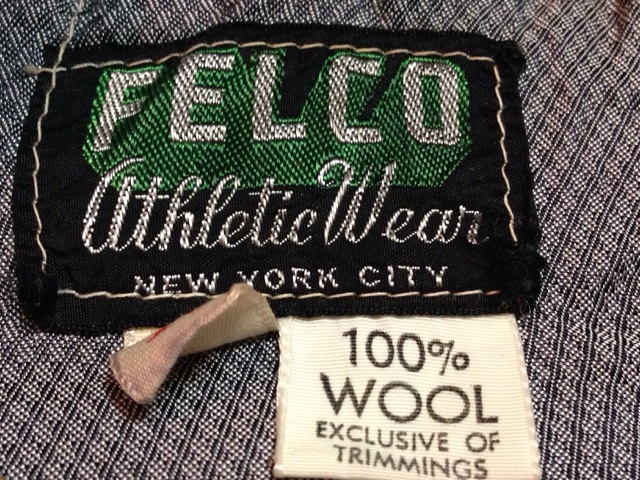 FELCO
Athletic Wear
NEW YORK CITY
100%
WOOL
EXCLUSIVE OF
TRIMMINGS